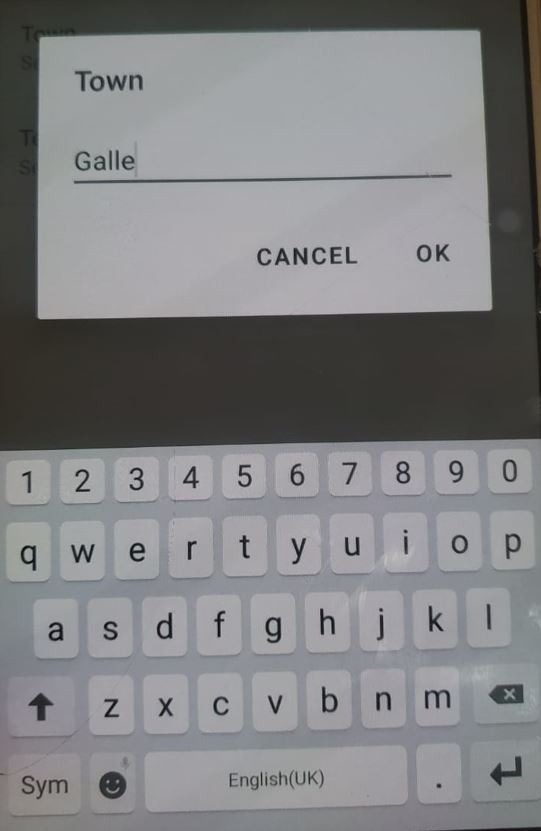 Town
Galle
CANCEL OK
1 2 3 4 5 6 7 8 9 0
q w e r t y u i o p
a s d f g h j k l
z x c v b n m
Sym English(UK) .